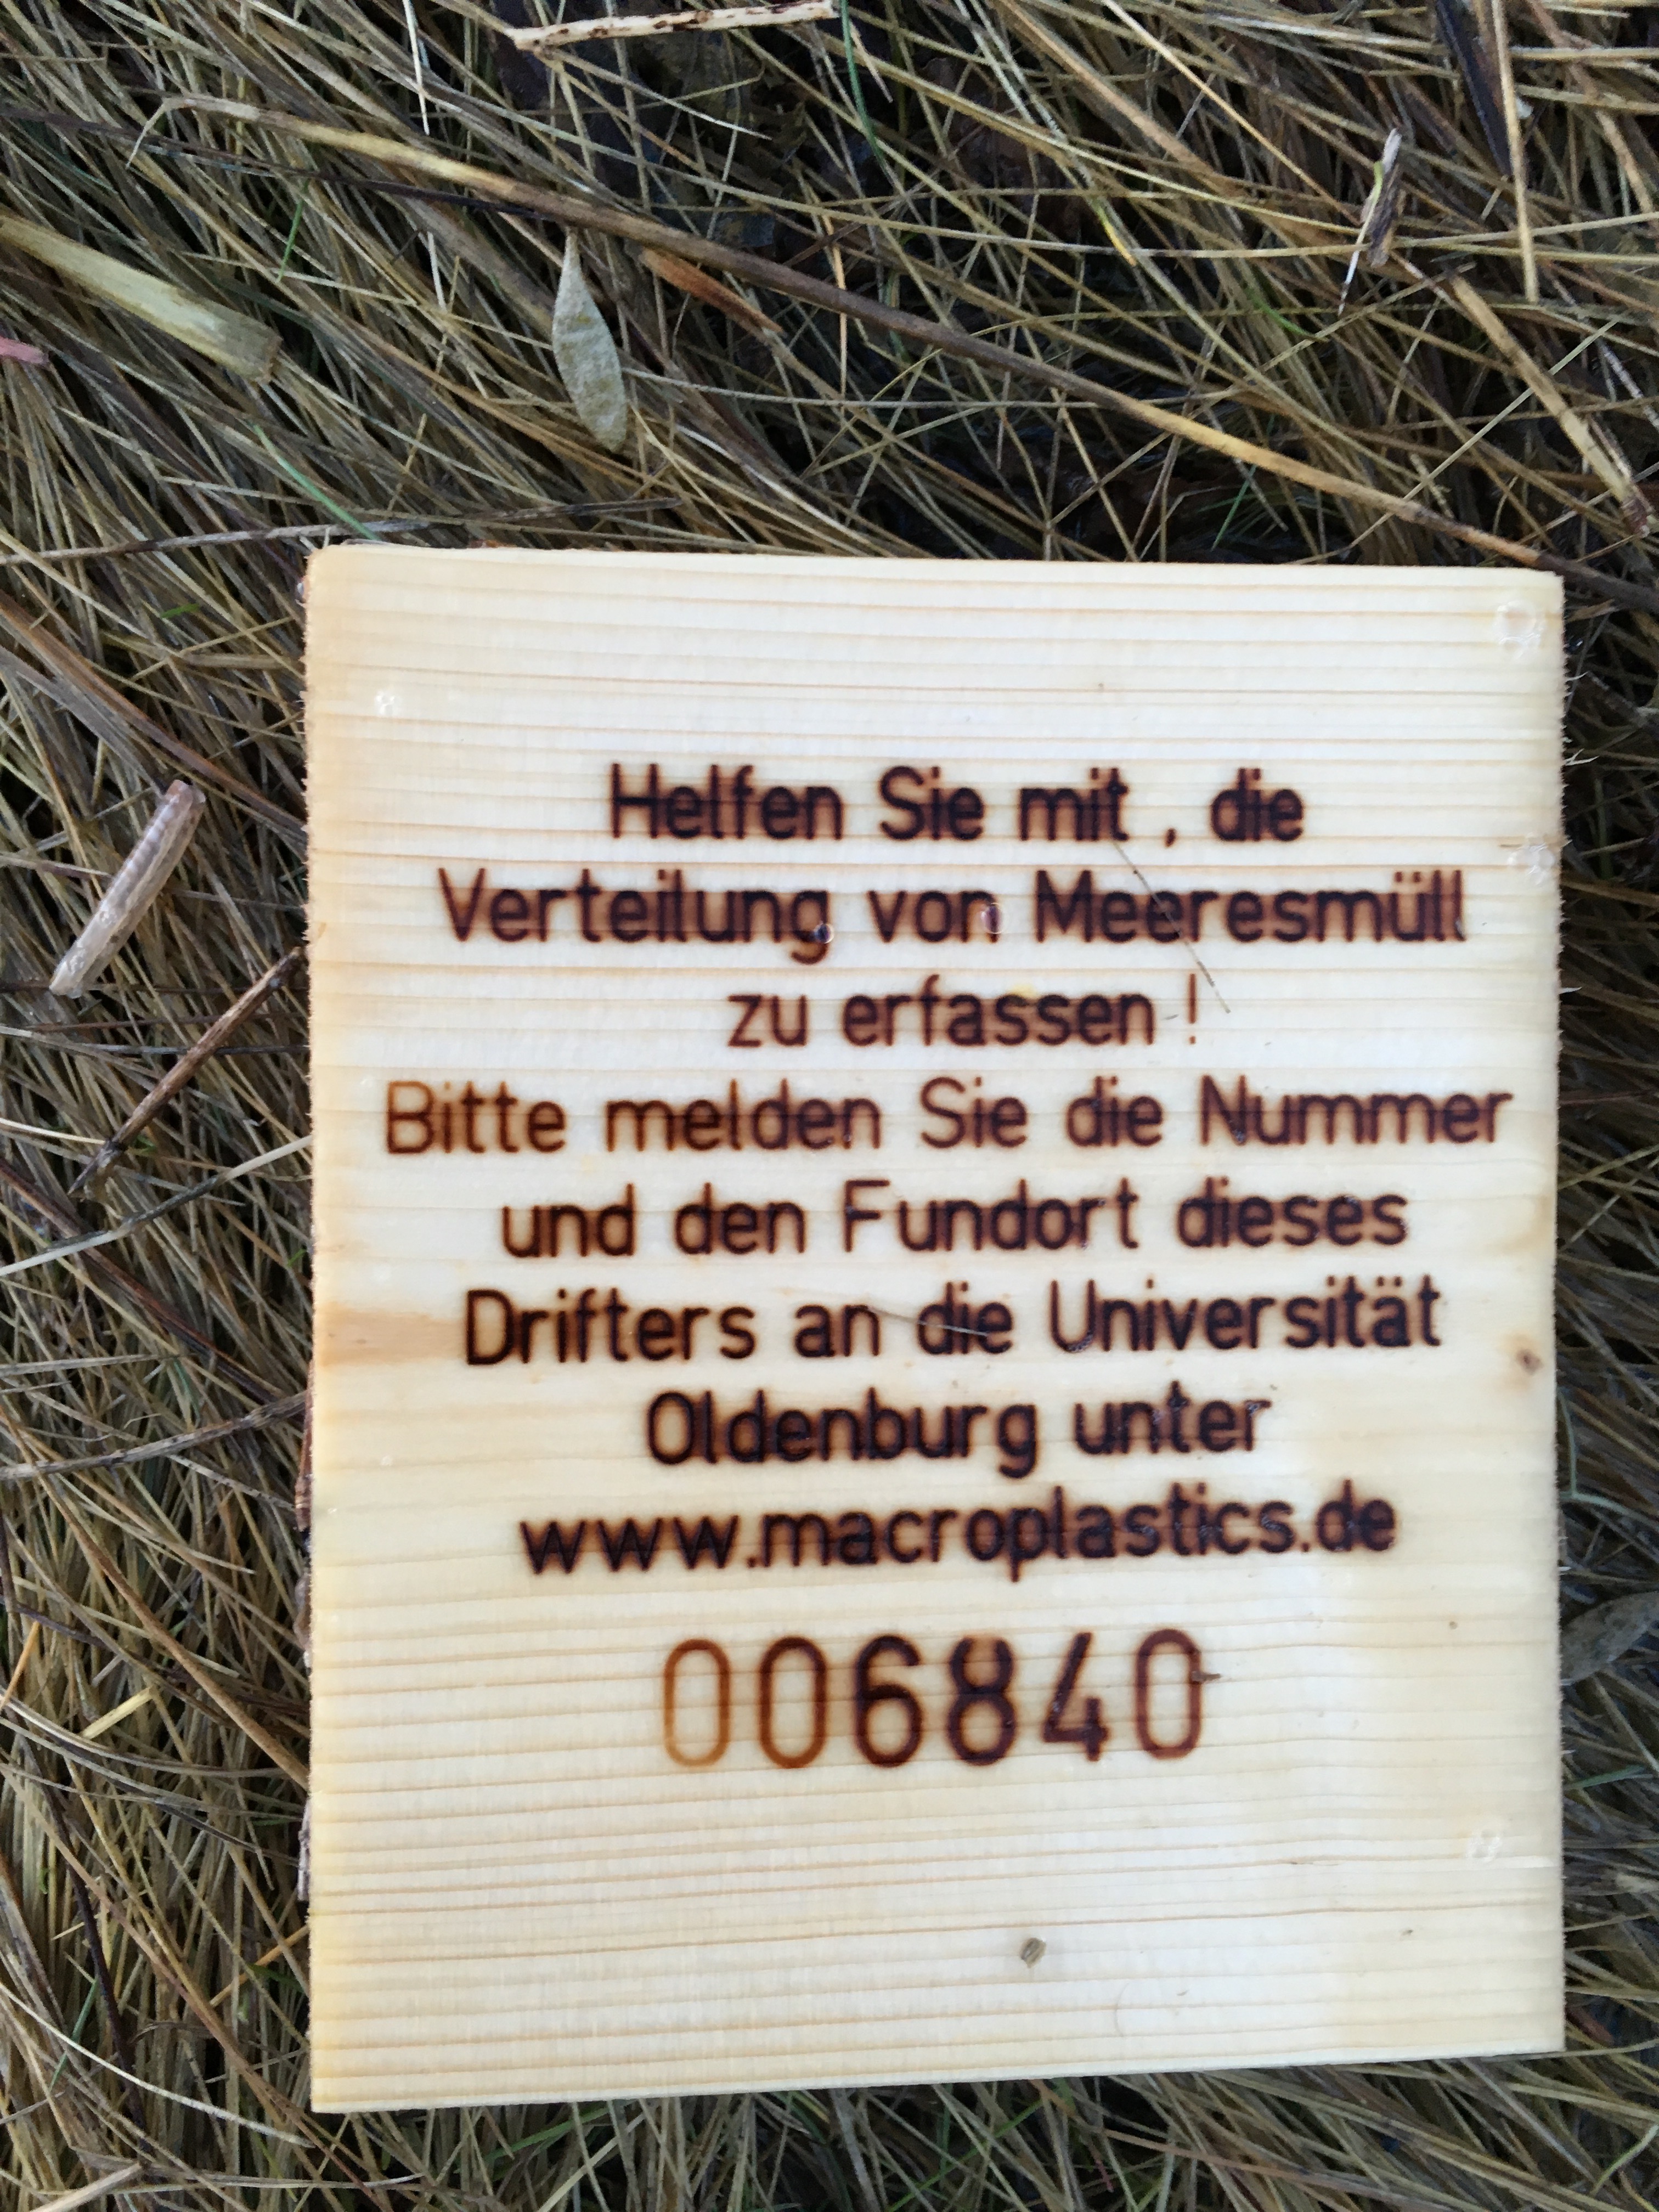 Helfen Sie mit , die
Verteilung von Meeresmüll
zu erfassen !
Bitte melden Sie die Nummer
und den Fundort dieses
Drifters an die Universität
Oldenburg unter
www.macroplastics.de
006840